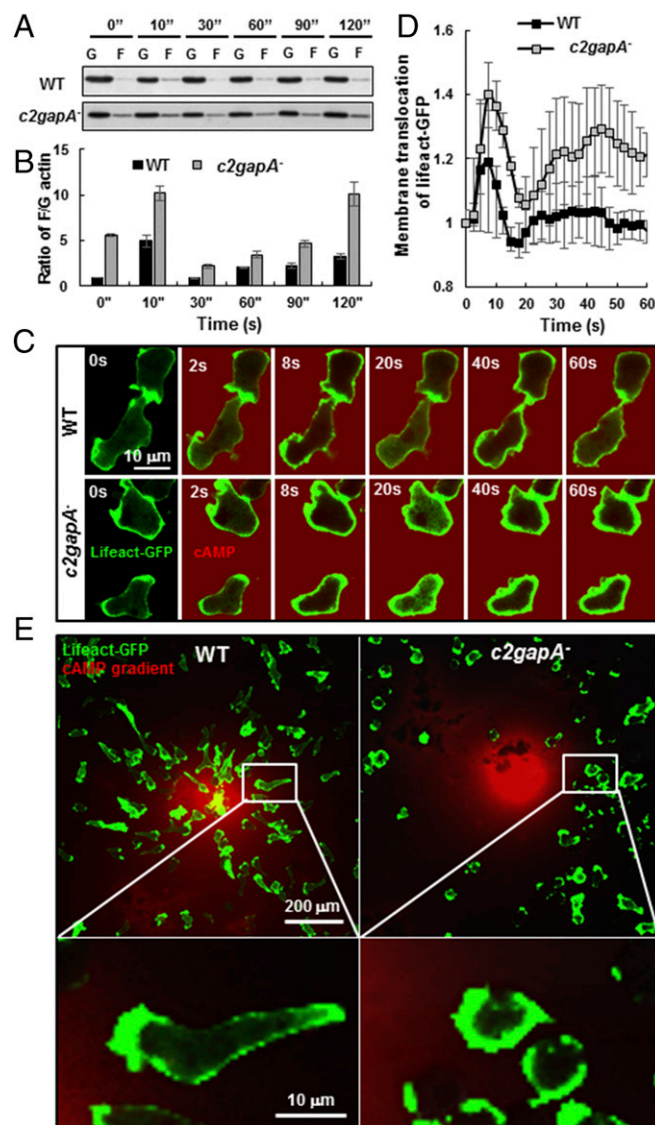 A
0" 10" 30" 60" 90" 120"
G F G F G F G F G F G F
WT
c2gapA-
B
WT c2gapA-
Ratio of F/G actin
15
10
5
0
0" 10" 30" 60" 90" 120"
Time (s)
D
WT
c2gapA-
Membrane translocation
of lifeact-GFP
1.6
1.4
1.2
1
0.8
0 10 20 30 40 50 60
Time (s)
C
WT
0s 2s 8s 20s 40s 60s
10 µm
c2gapA-
0s 2s 8s 20s 40s 60s
Lifeact-GFP cAMP
E
Lifeact-GFP WT c2gapA-
cAMP gradient
200 µm
10 µm